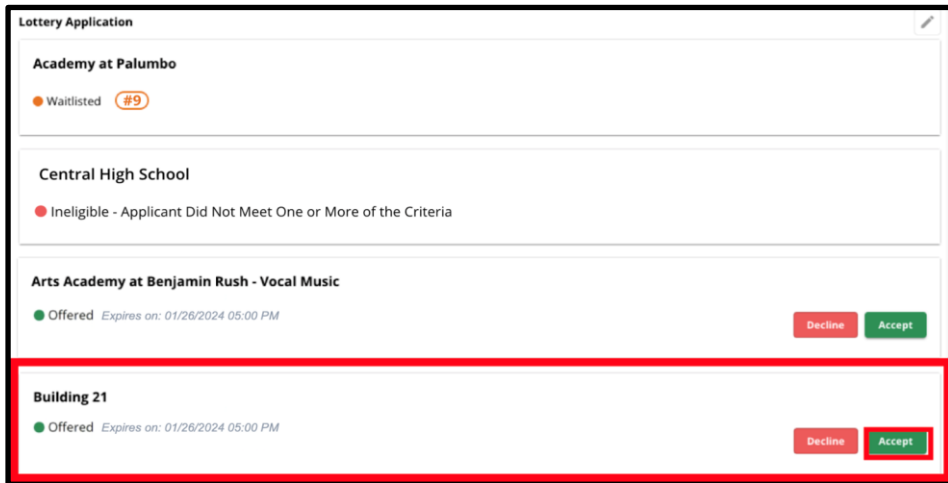 Lottery Application
Academy at Palumbo
Waitlisted #9
Central High School
Ineligible - Applicant Did Not Meet One or More of the Criteria
Arts Academy at Benjamin Rush - Vocal Music
Offered Expires on: 01/26/2024 05:00 PM
Decline Accept
Building 21
Offered Expires on: 01/26/2024 05:00 PM
Decline Accept